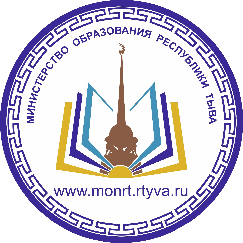 МИНИСТЕРСТВО ОБРАЗОВАНИЯ РЕСПУБЛИКИ ТЫВА
www.monrt.rtyva.ru